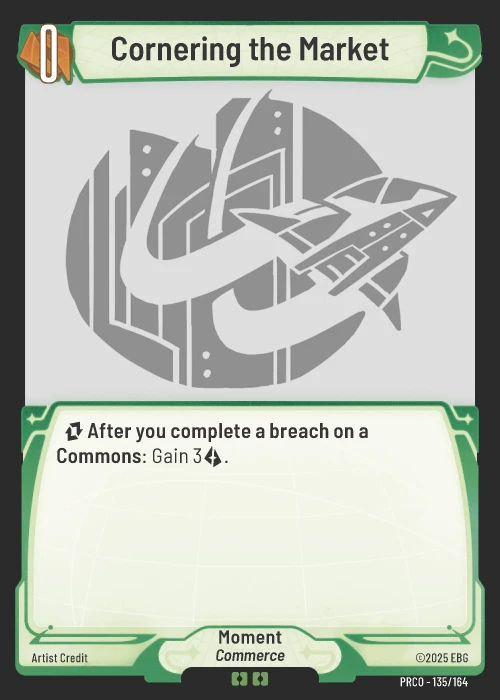 0
Cornering the Market
After you complete a breach on a
Commons: Gain 3.
Moment
Commerce
Artist Credit
©2025 EBG
PRCO - 135/164